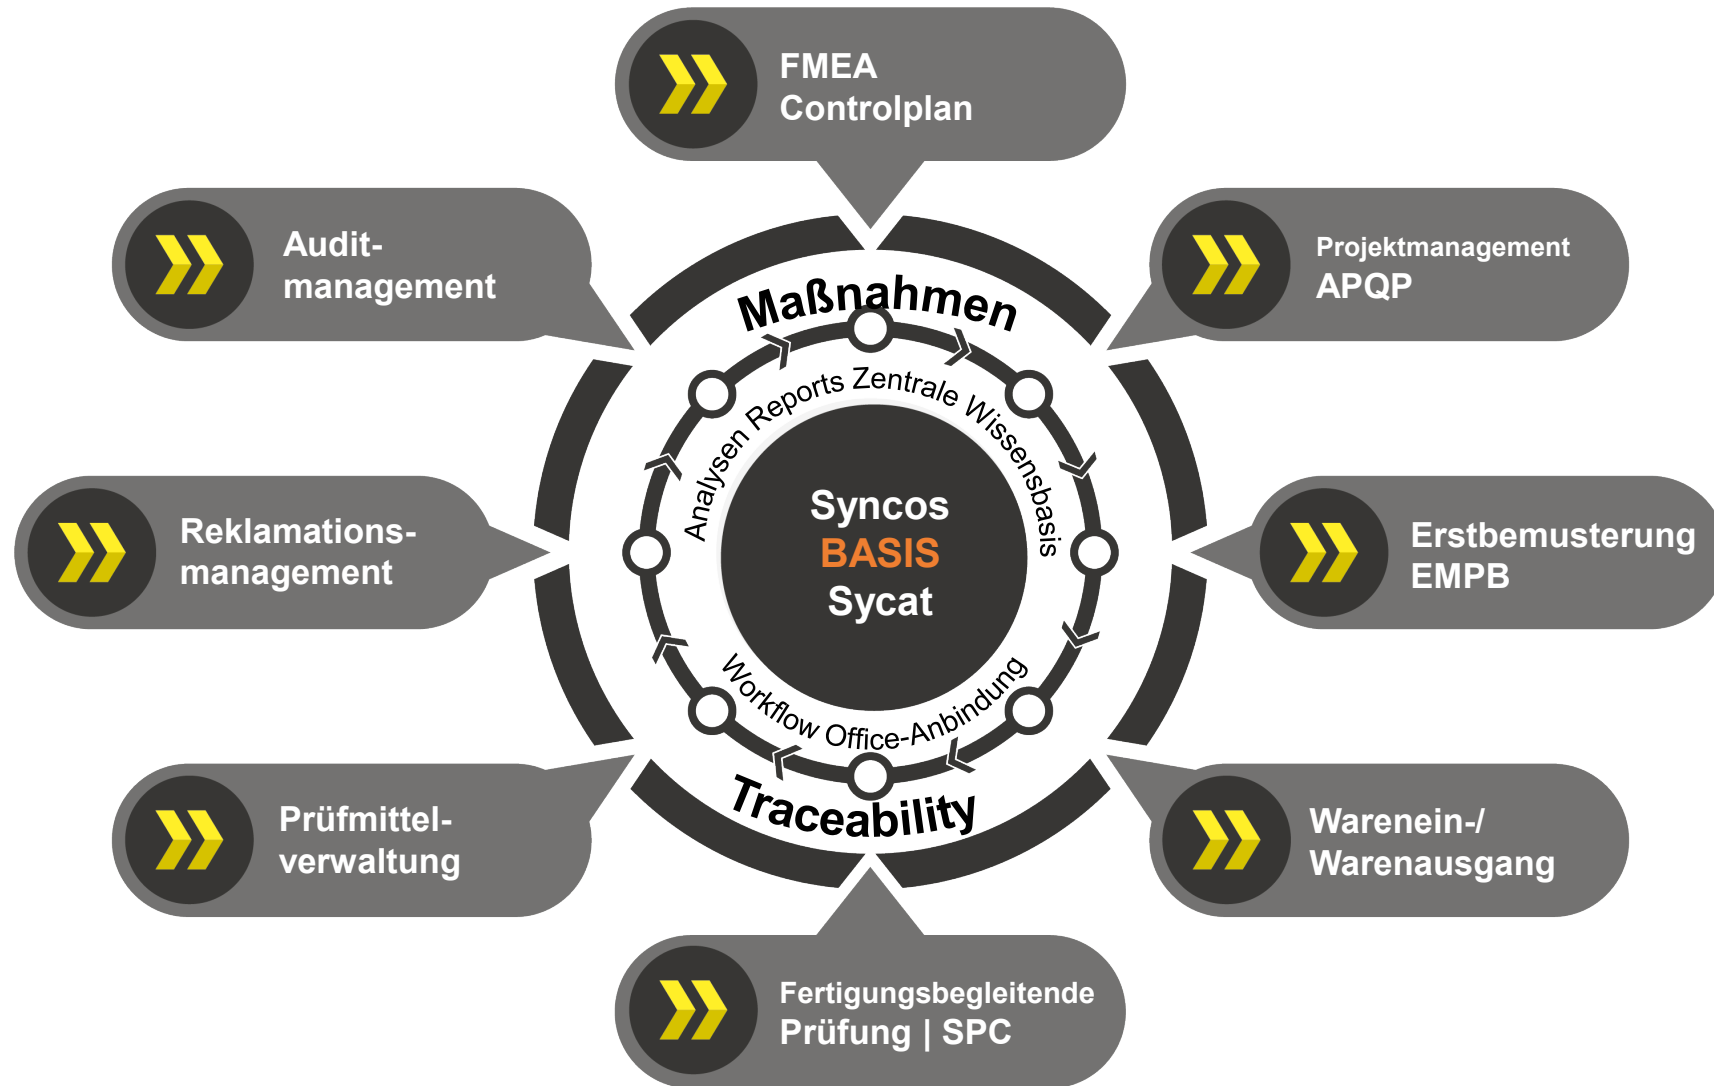 FMEA
Controlplan
Audit-
management
Projektmanagement
APQP
Maßnahmen
Analysen Reports Zentrale Wissensbasis
Reklamations-
management
Syncos
BASIS
Sycat
Erstbemusterung
EMPB
Workflow Office-Anbindung
Traceability
Prüfmittel-
verwaltung
Warenein-/
Warenausgang
Fertigungsbegleitende
Prüfung | SPC